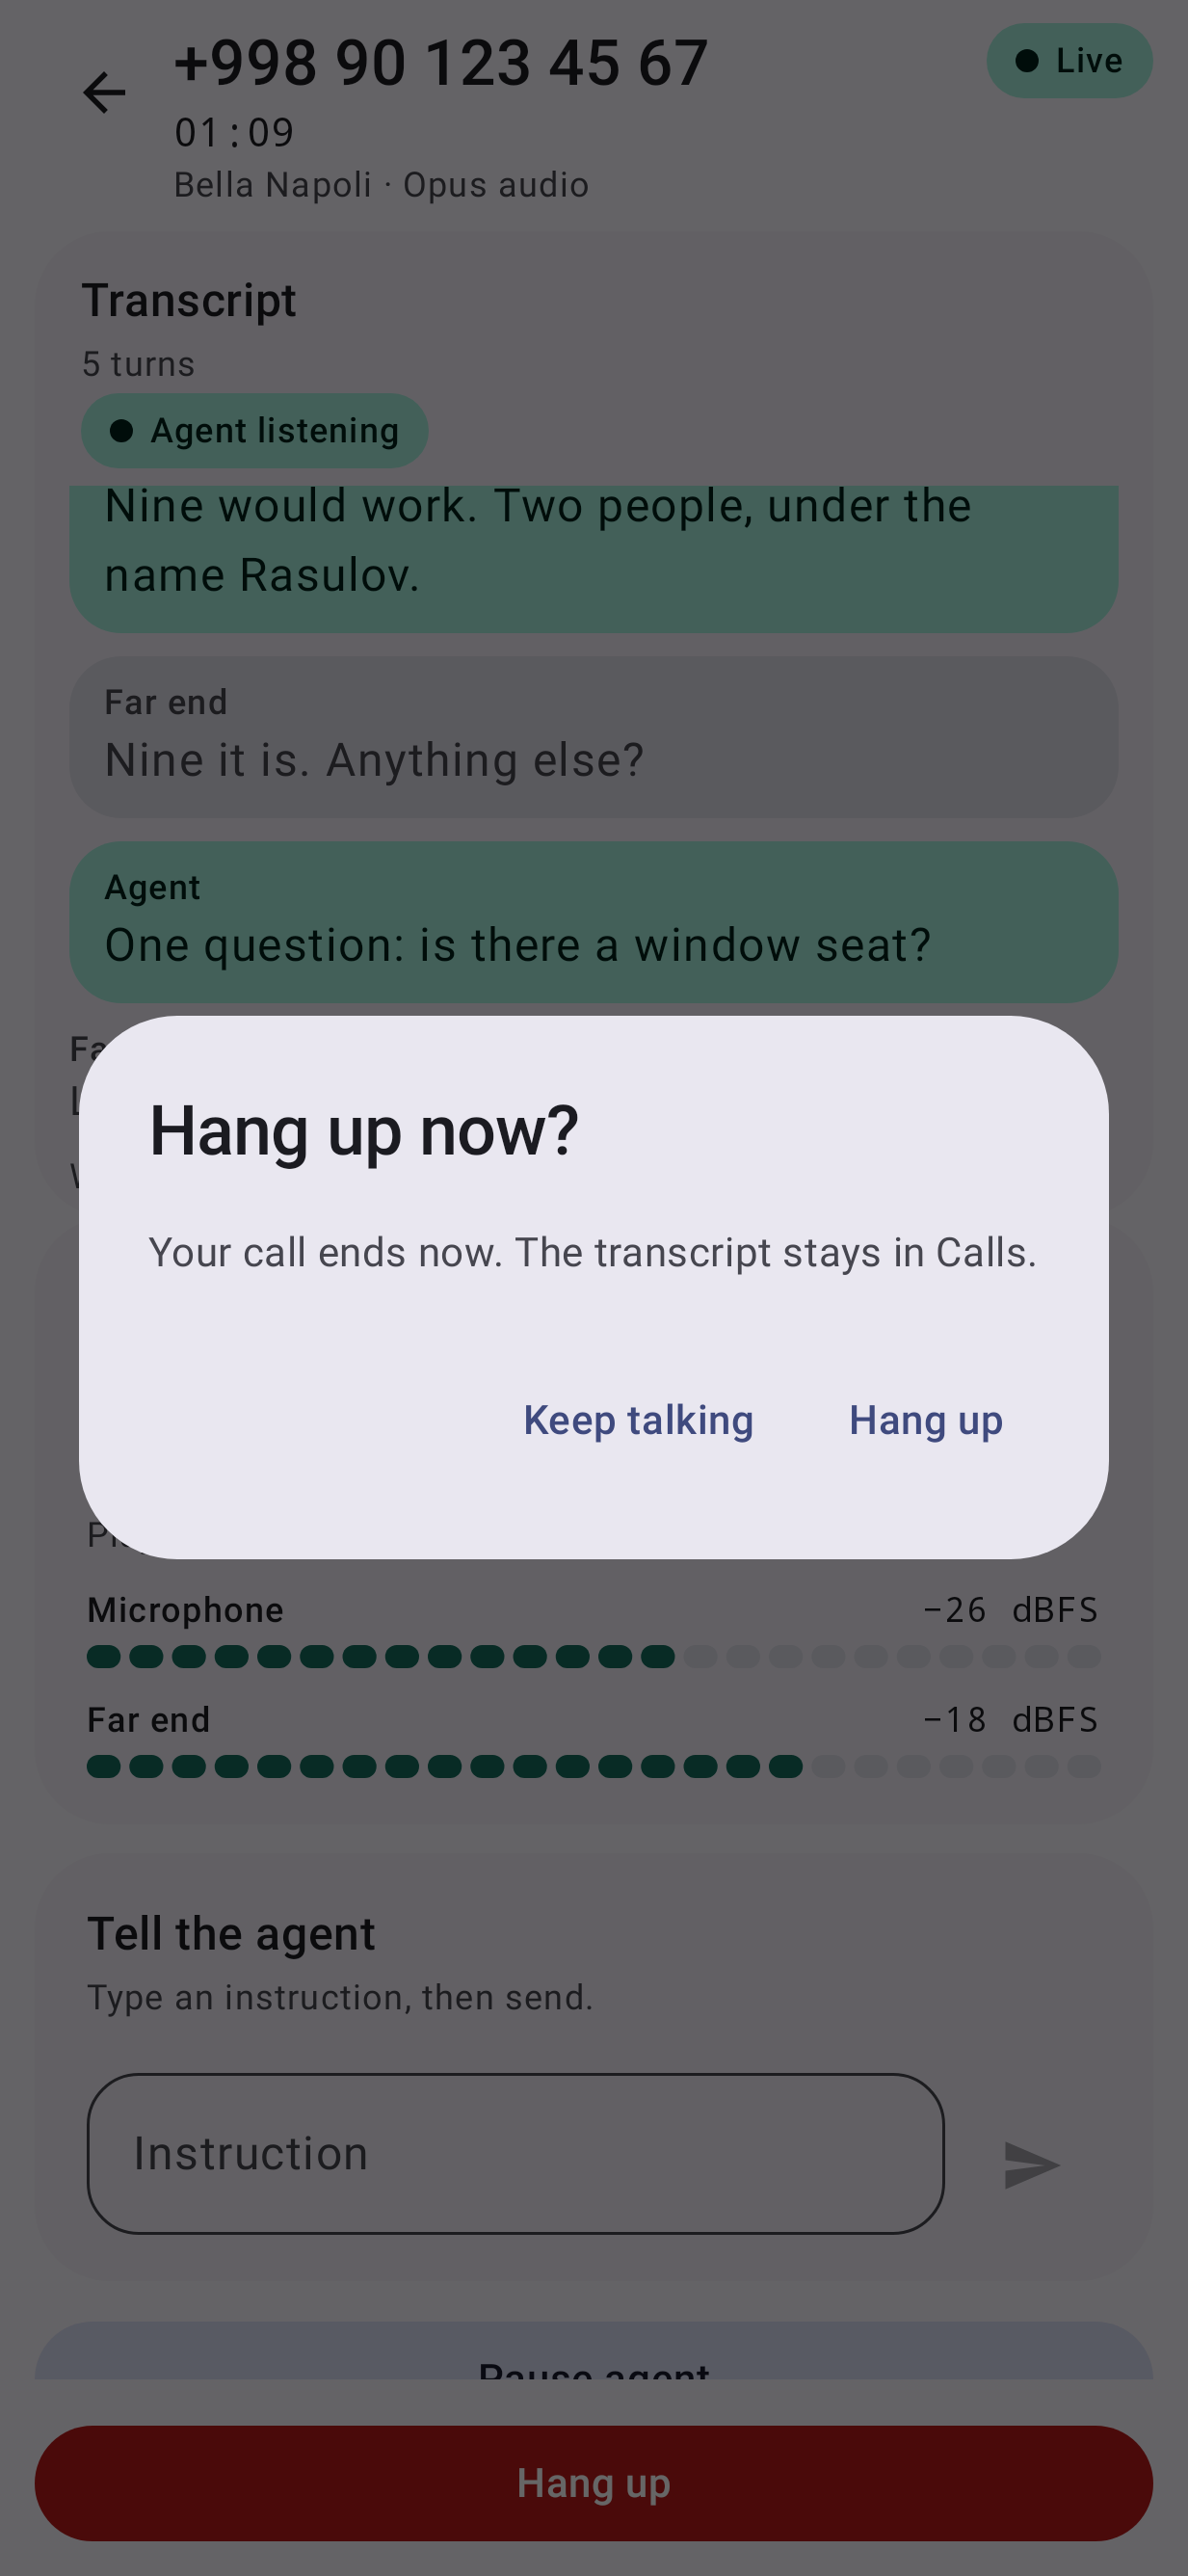 +998 90 123 45 67
Live
01:09
Bella Napoli · Opus audio
Transcript
5 turns
Agent listening
Nine would work. Two people, under the
name Rasulov.
Far end
Nine it is. Anything else?
Agent
One question: is there a window seat?
Hang up now?
Your call ends now. The transcript stays in Calls.
Keep talking
Hang up
Microphone
−26 dBFS
Far end
−18 dBFS
Tell the agent
Type an instruction, then send.
Instruction
Pause agent
Hang up